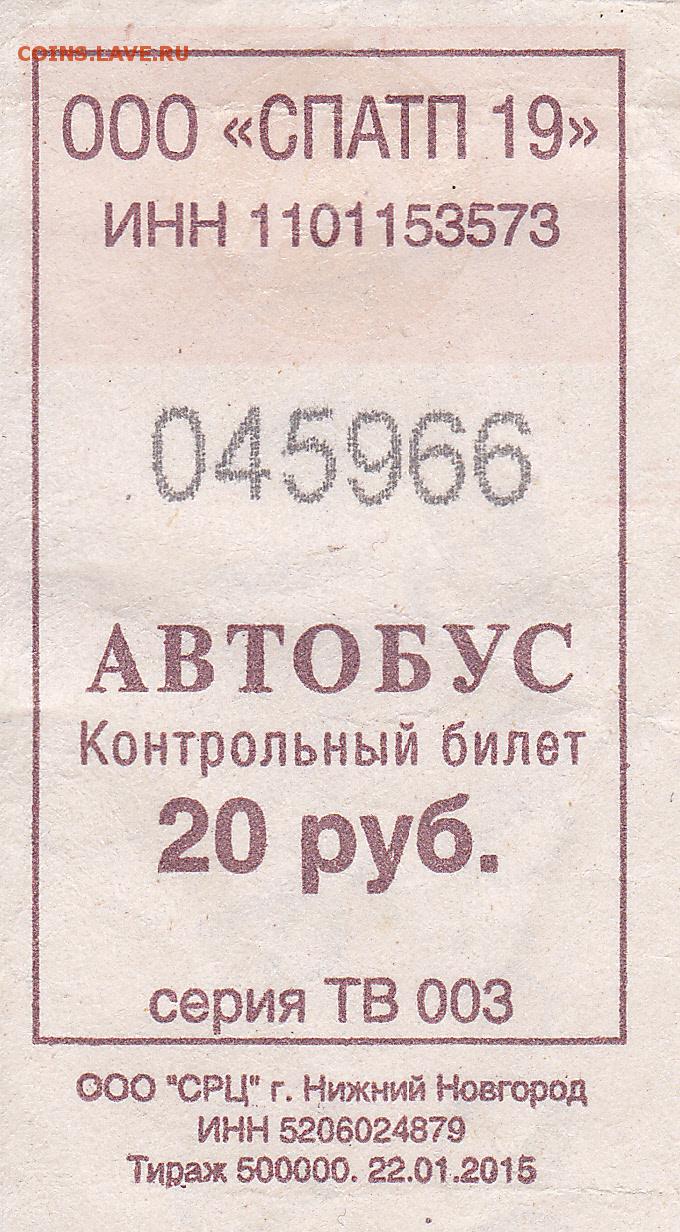 COINS.LAVE.RU
ООО «СПАТП 19»
ИНН 1101153573
045966
АВТОБУС
Контрольный билет
20 руб.
серия ТВ 003
ООО "СРЦ" г. Нижний Новгород
ИНН 5206024879
Тираж 500000. 22.01.2015